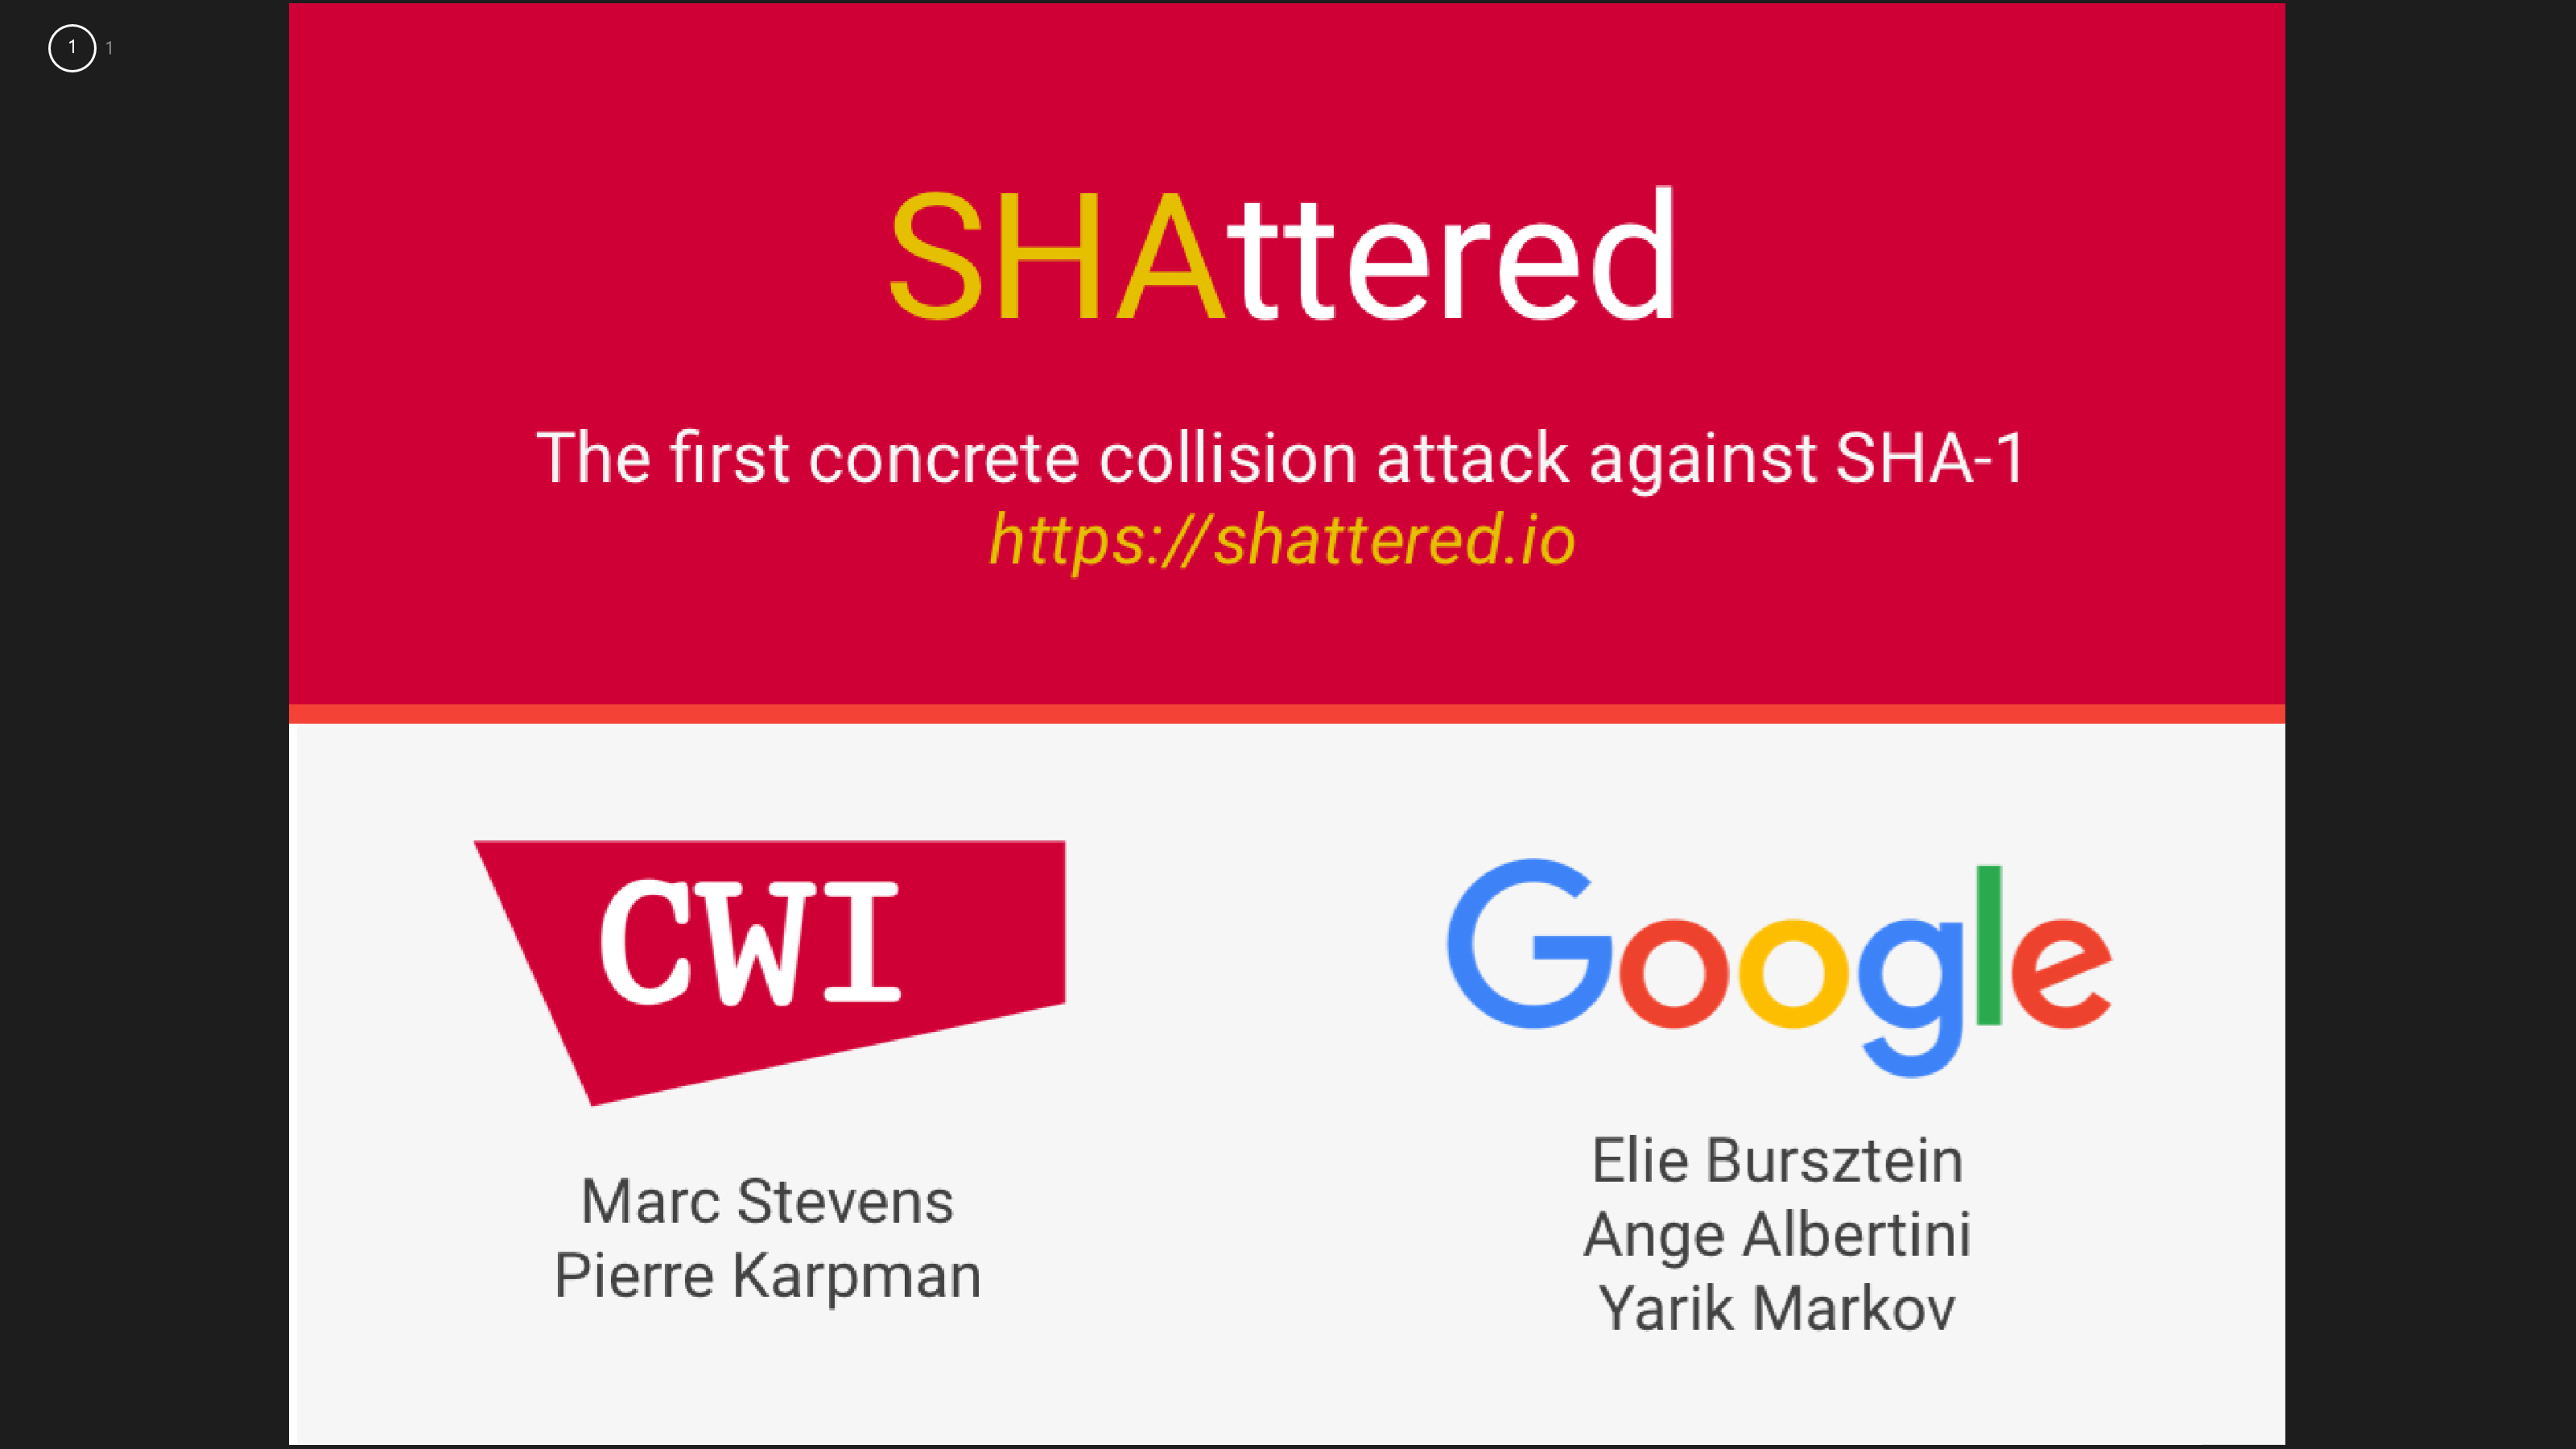 1 1
SHAttered
The first concrete collision attack against SHA-1
https://shattered.io
CWI
Marc Stevens
Pierre Karpman
Google
Elie Bursztein
Ange Albertini
Yarik Markov